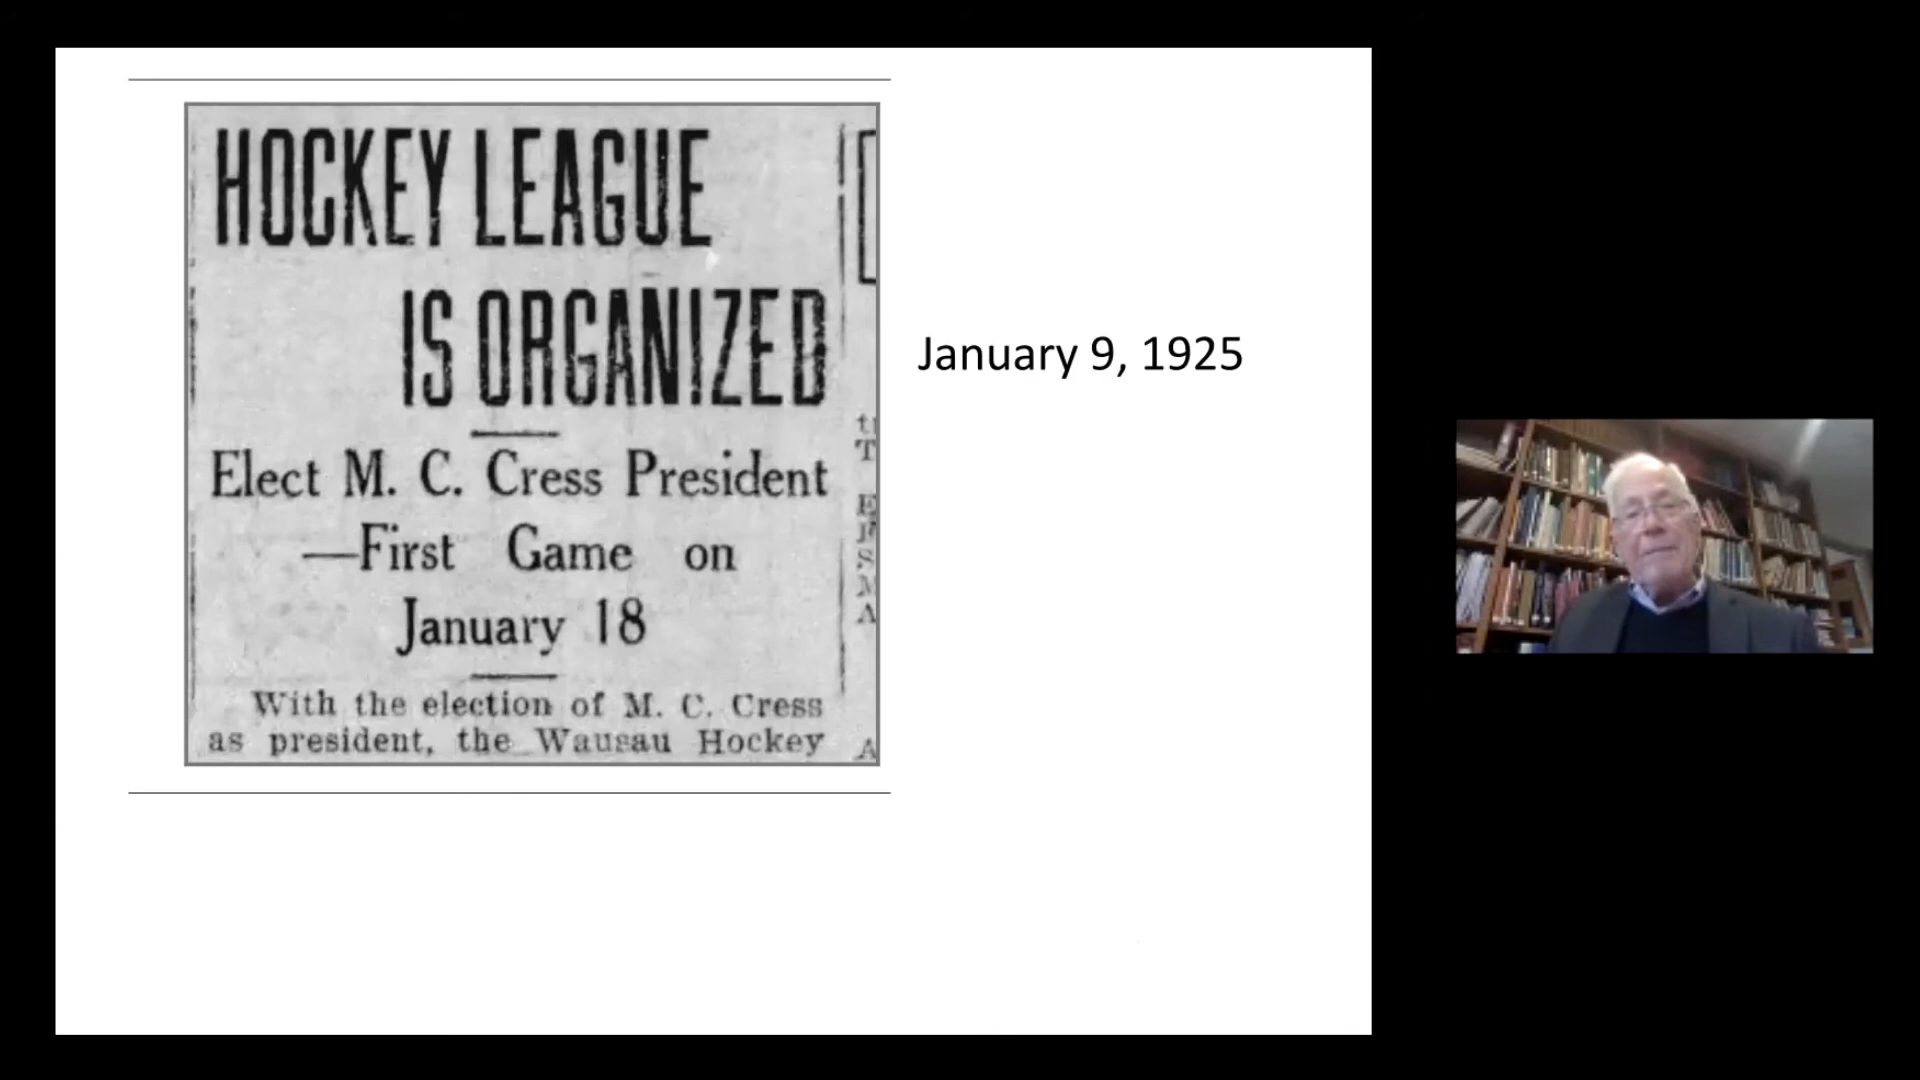 HOCKEY LEAGUE
IS ORGANIZED
Elect M. C. Cress President
—First Game on
January 18
With the election of M. C. Cress
as president, the Wausau Hockey
January 9, 1925